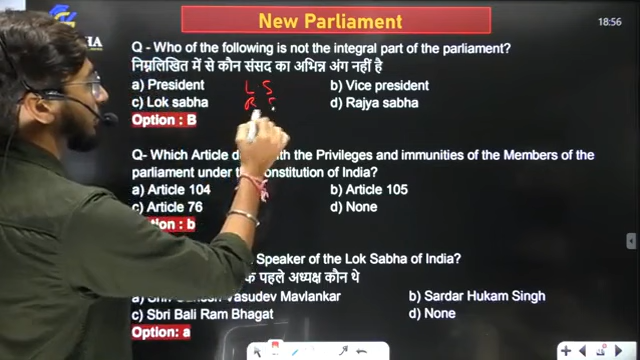 New Parliament
18:56
Q - Who of the following is not the integral part of the parliament?
निम्नलिखित में से कौन संसद का अभिन्न अंग नहीं है
a) President
b) Vice president
L S
c) Lok sabha
d) Rajya sabha
R S
Option : B
Q- Which Article the Privileges and immunities of the Members of the
parliament under the Constitution of India?
a) Article 104
b) Article 105
c) Article 76
d) None
Option : b
Speaker of the Lok Sabha of India?
पहले अध्यक्ष कौन थे
Vasudev Mavlankar
b) Sardar Hukam Singh
c) Sbri Bali Ram Bhagat
d) None
Option: a